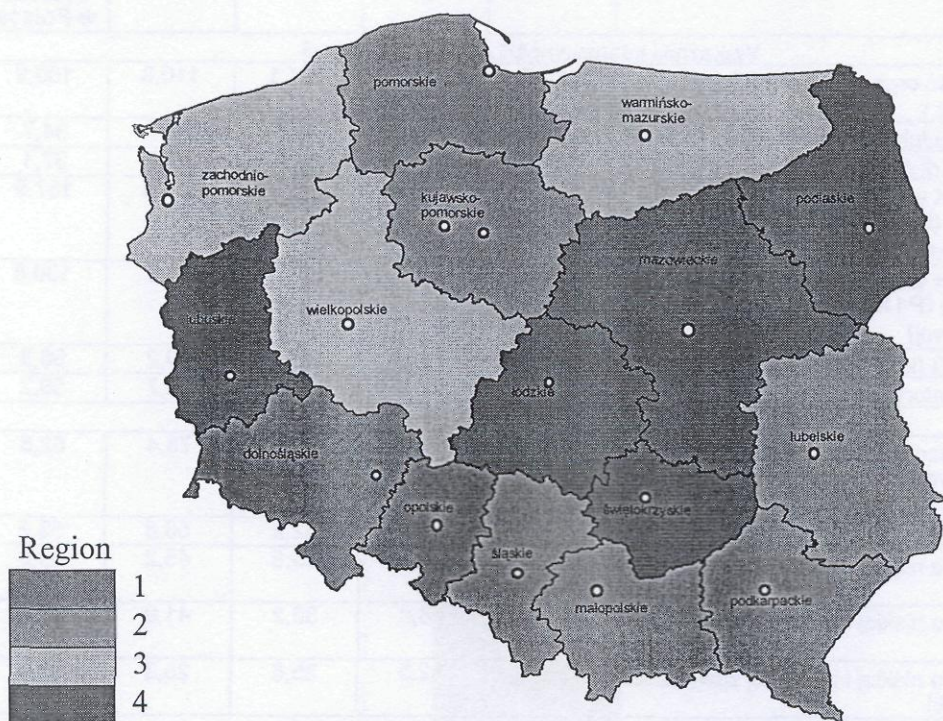 pomorskie
warmińsko-
mazurskie
zachodnio-
pomorskie
kujawsko-
pomorskie
podlaskie
mazowieckie
lubuskie
wielkopolskie
łódzkie
lubelskie
dolnośląskie
opolskie
świętokrzyskie
śląskie
małopolskie
podkarpackie
Region
1
2
3
4